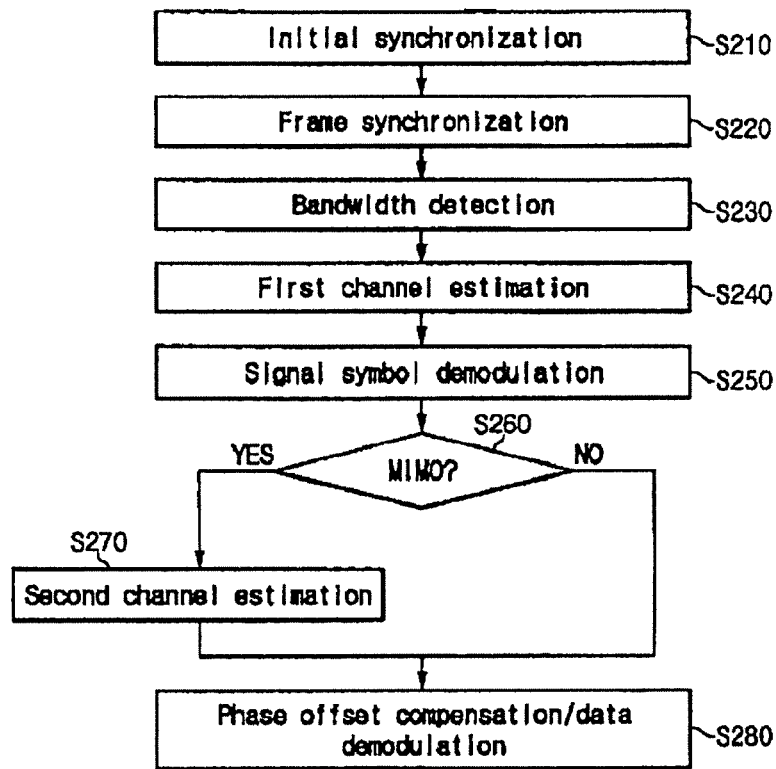 Initial synchronization
S210
Frame synchronization
S220
Bandwidth detection
S230
First channel estimation
S240
Signal symbol demodulation
S250
S260
YES
MIMO?
NO
S270
Second channel estimation
Phase offset compensation/data
demodulation
S280